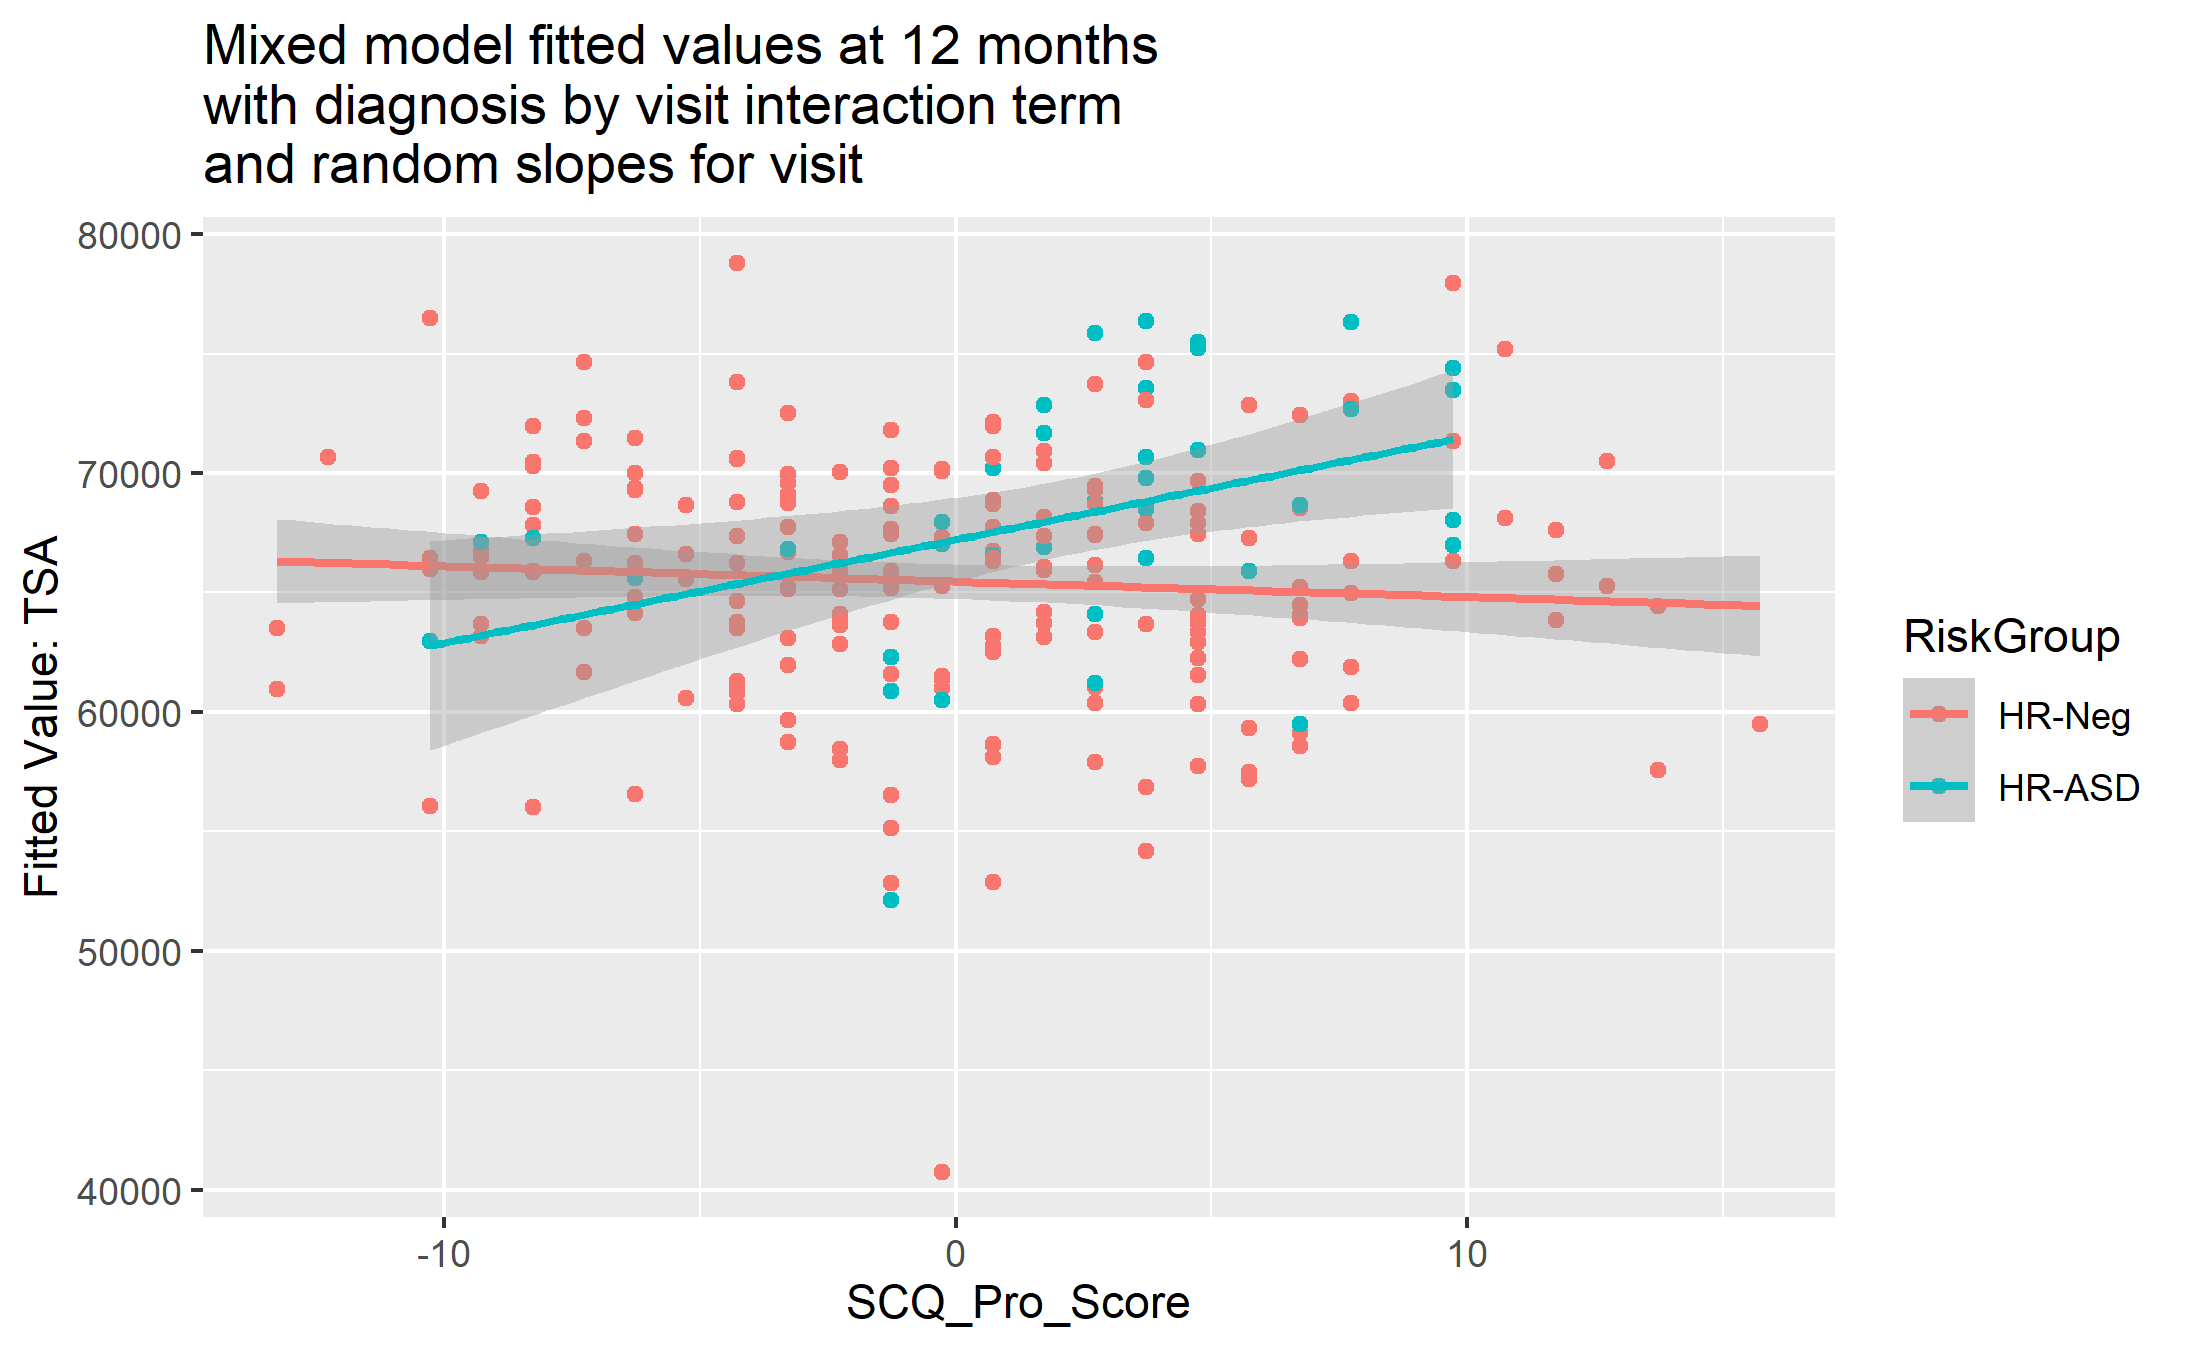 Mixed model fitted values at 12 months
with diagnosis by visit interaction term
and random slopes for visit
80000
70000
60000
50000
40000
Fitted Value: TSA
-10
0
10
SCQ_Pro_Score
RiskGroup
HR-Neg
HR-ASD